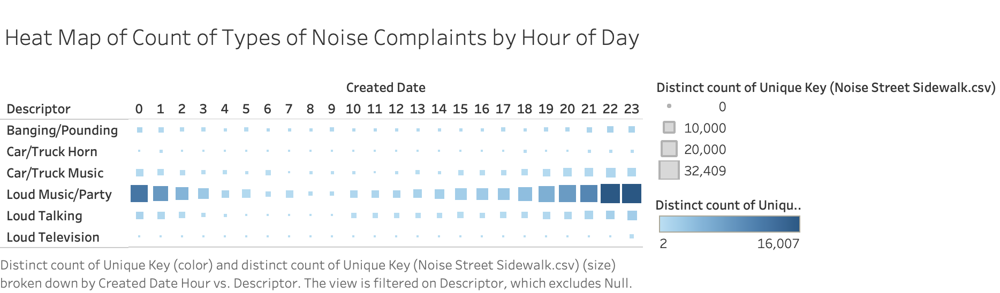 Heat Map of Count of Types of Noise Complaints by Hour of Day
Created Date
Descriptor 0 1 2 3 4 5 6 7 8 9 10 11 12 13 14 15 16 17 18 19 20 21 22 23
Banging/Pounding
Car/Truck Horn
Car/Truck Music
Loud Music/Party
Loud Talking
Loud Television
Distinct count of Unique Key (Noise Street Sidewalk.csv)
0
10,000
20,000
32,409
Distinct count of Uniqu..
2 16,007
Distinct count of Unique Key (color) and distinct count of Unique Key (Noise Street Sidewalk.csv) (size)
broken down by Created Date Hour vs. Descriptor. The view is filtered on Descriptor, which excludes Null.